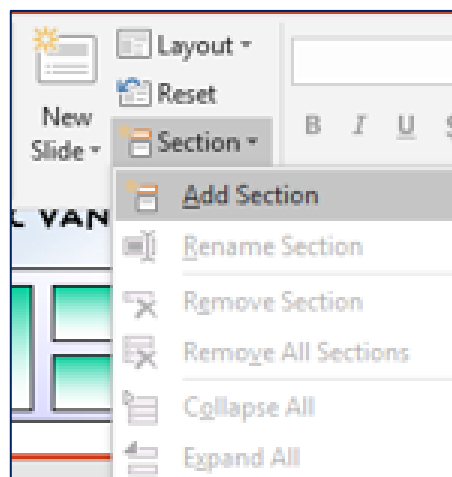 Layout
Reset
New
Slide
Section
B I U S
Add Section
L VAN
Rename Section
Remove Section
Remove All Sections
Collapse All
Expand All